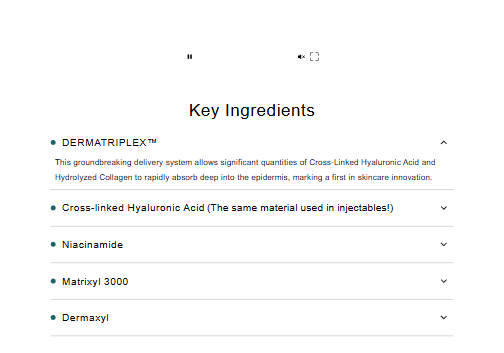 Key Ingredients
DERMATRIPLEX™
This groundbreaking delivery system allows significant quantities of Cross-Linked Hyaluronic Acid and
Hydrolyzed Collagen to rapidly absorb deep into the epidermis, marking a first in skincare innovation.
Cross-linked Hyaluronic Acid (The same material used in injectables!)
Niacinamide
Matrixyl 3000
Dermaxyl